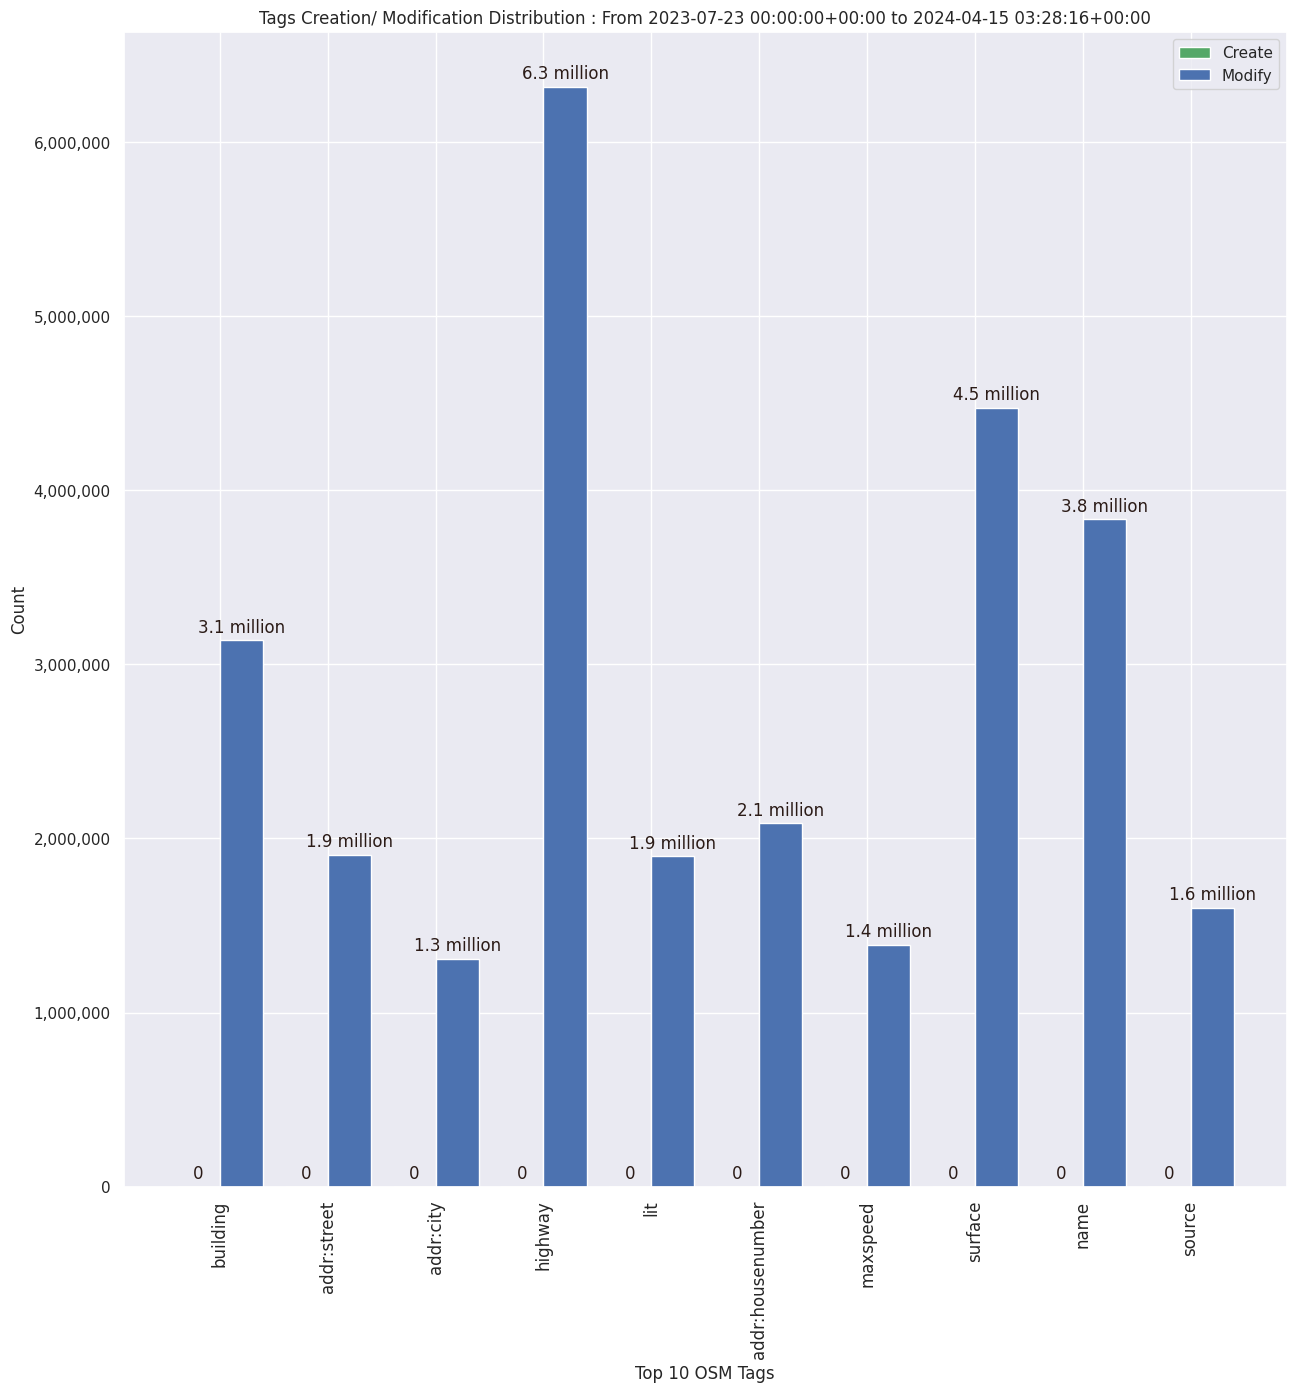 Tags Creation/ Modification Distribution : From 2023-07-23 00:00:00+00:00 to 2024-04-15 03:28:16+00:00
Create
Modify
6.3 million
6,000,000
5,000,000
4.5 million
4,000,000
3.8 million
Count
3.1 million
3,000,000
2.1 million
2,000,000
1.9 million
1.9 million
1.6 million
1.4 million
1.3 million
1,000,000
0 0 0 0 0 0 0 0 0 0
0
building
addr:street
addr:city
highway
lit
addr:housenumber
maxspeed
surface
name
source
Top 10 OSM Tags